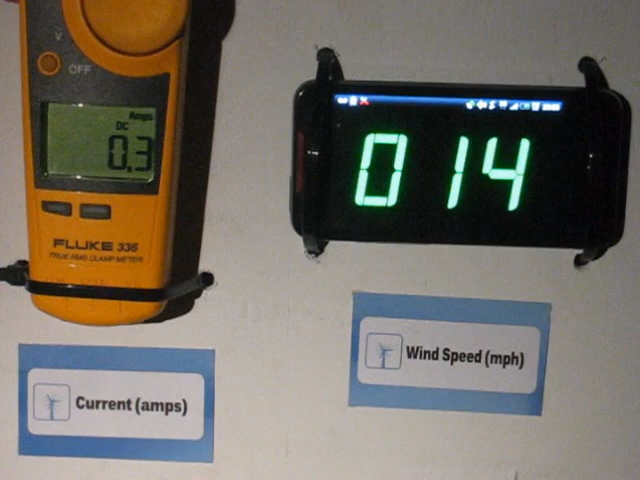 V
OFF
Amps
DC
0.3
FLUKE 336
TRUE RMS CLAMP METER
014
Wind Speed (mph)
Current (amps)